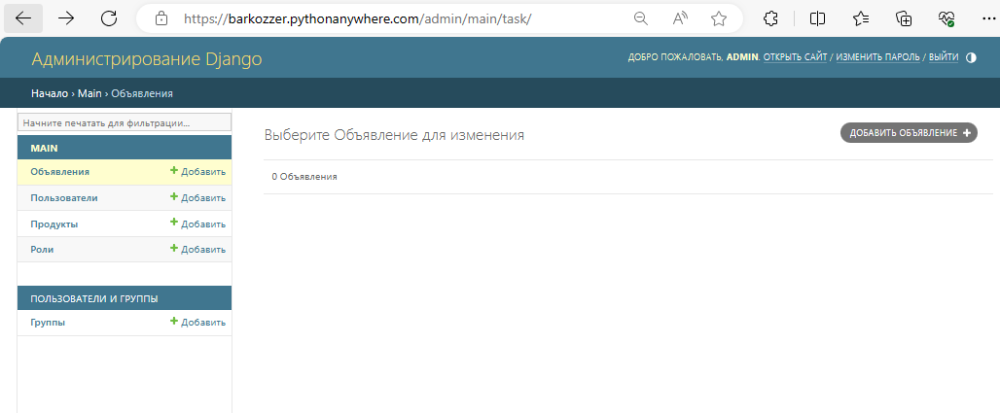 https://barkozzer.pythonanywhere.com/admin/main/task/
Администрирование Django
ДОБРО ПОЖАЛОВАТЬ, ADMIN. ОТКРЫТЬ САЙТ / ИЗМЕНИТЬ ПАРОЛЬ / ВЫЙТИ
Начало › Main › Объявления
Начните печатать для фильтрации...
MAIN
Объявления + Добавить
Пользователи + Добавить
Продукты + Добавить
Роли + Добавить
ПОЛЬЗОВАТЕЛИ И ГРУППЫ
Группы + Добавить
Выберите Объявление для изменения
ДОБАВИТЬ ОБЪЯВЛЕНИЕ +
0 Объявления